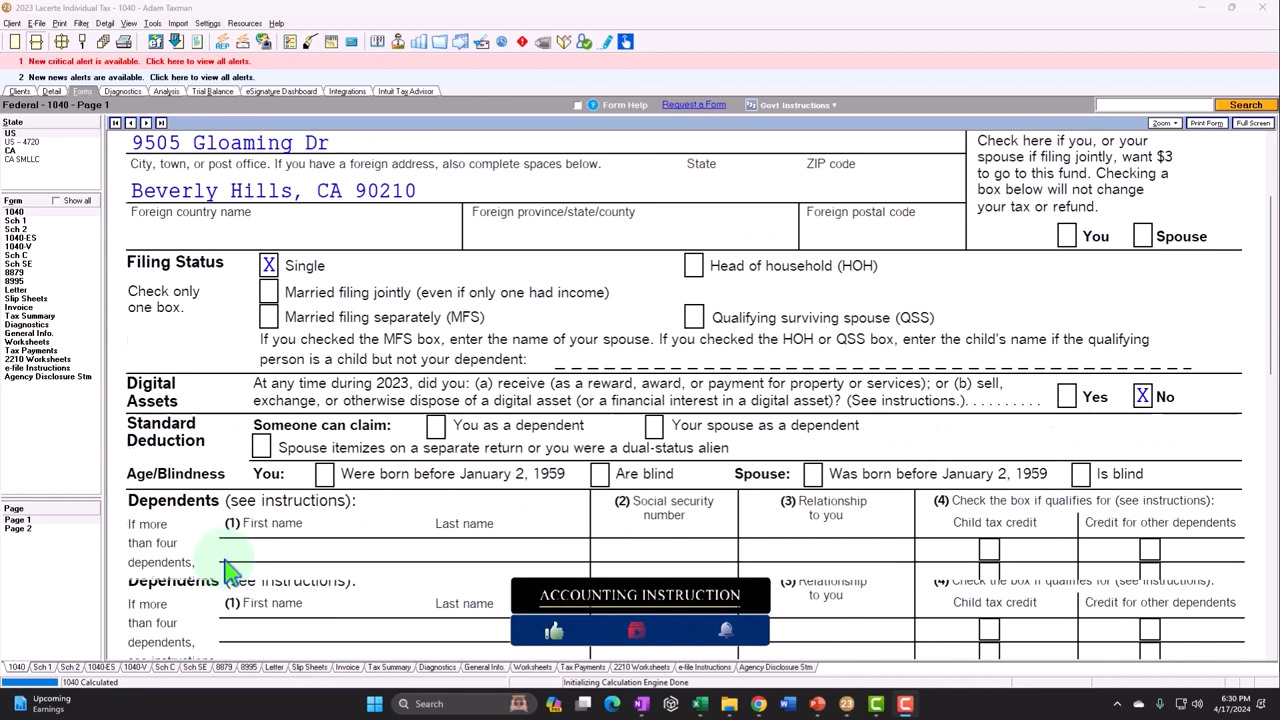 2023 Lacerte Individual Tax - 1040 - Adam Taxman
Client E-File Print Filter Detail View Tools Import Settings Resources Help
1 New critical alert is available. Click here to view all alerts.
2 New news alerts are available. Click here to view all alerts.
Clients Detail Forms Diagnostics Analysis Trial Balance eSignature Dashboard Integrations Intuit Tax Advisor
Federal - 1040 - Page 1
Form Help Request a Form Govt Instructions Search
State
US
US - 4720
CA
CA SMLLC
Form Show all
1040
Sch 1
Sch 2
1040-ES
1040-V
Sch C
Sch SE
8879
8995
Letter
Slip Sheets
Invoice
Tax Summary
Diagnostics
General Info.
Worksheets
Tax Payments
2210 Worksheets
e-file Instructions
Agency Disclosure Stm
Page
Page 1
Page 2
Zoom Print Form Full Screen
9505 Gloaming Dr
City, town, or post office. If you have a foreign address, also complete spaces below. State ZIP code
Beverly Hills, CA 90210
Foreign country name Foreign province/state/county Foreign postal code
Check here if you, or your
spouse if filing jointly, want $3
to go to this fund. Checking a
box below will not change
your tax or refund.
You Spouse
Filing Status X Single Head of household (HOH)
Check only
one box.
Married filing jointly (even if only one had income)
Married filing separately (MFS) Qualifying surviving spouse (QSS)
If you checked the MFS box, enter the name of your spouse. If you checked the HOH or QSS box, enter the child's name if the qualifying
person is a child but not your dependent:
Digital
Assets
At any time during 2023, did you: (a) receive (as a reward, award, or payment for property or services); or (b) sell,
exchange, or otherwise dispose of a digital asset (or a financial interest in a digital asset)? (See instructions.) . . . . . . . . . Yes X No
Standard
Deduction
Someone can claim: You as a dependent Your spouse as a dependent
Spouse itemizes on a separate return or you were a dual-status alien
Age/Blindness You: Were born before January 2, 1959 Are blind Spouse: Was born before January 2, 1959 Is blind
Dependents (see instructions): (2) Social security number (3) Relationship to you (4) Check the box if qualifies for (see instructions):
If more (1) First name Last name Child tax credit Credit for other dependents
than four
dependents,
Dependents (see instructions): (3) Relationship to you (4) Check the box if qualifies for (see instructions):
If more (1) First name Last name Child tax credit Credit for other dependents
than four
dependents,
see instructions
ACCOUNTING INSTRUCTION
1040 Sch 1 Sch 2 1040-ES 1040-V Sch C Sch SE 8879 8995 Letter Slip Sheets Invoice Tax Summary Diagnostics General Info. Worksheets Tax Payments 2210 Worksheets e-file Instructions Agency Disclosure Stm
1040 Calculated Initializing Calculation Engine Done
Upcoming
Earnings
Search
6:30 PM
4/17/2024